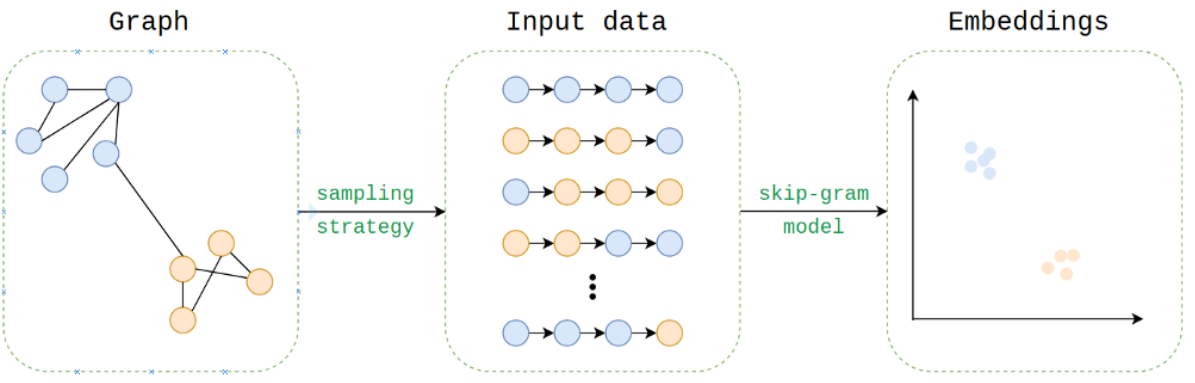 Graph
Input data
Embeddings
sampling
strategy
skip-gram
model